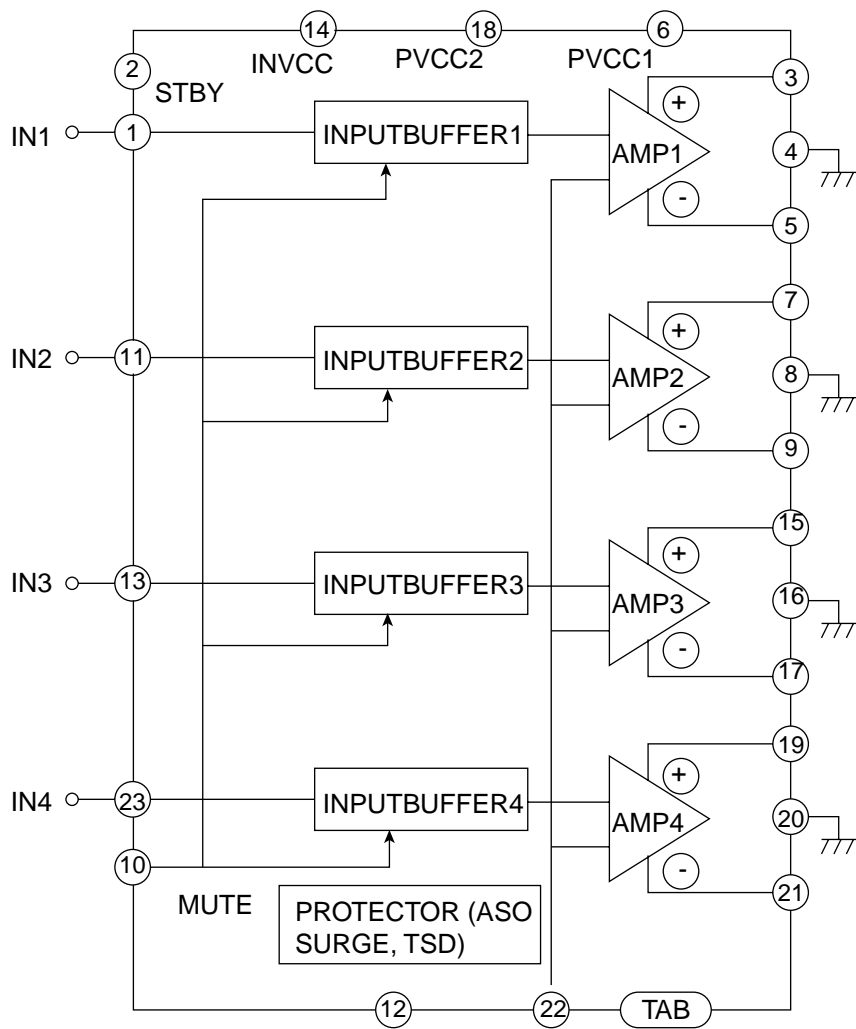 14
18
6
2
INVCC
PVCC2
PVCC1
3
STBY
+
IN1
1
INPUTBUFFER1
AMP1
4
-
5
7
+
IN2
11
INPUTBUFFER2
AMP2
8
-
9
15
+
IN3
13
INPUTBUFFER3
AMP3
16
-
17
19
+
IN4
23
INPUTBUFFER4
AMP4
20
10
-
21
MUTE
PROTECTOR (ASO
SURGE, TSD)
12
22
TAB